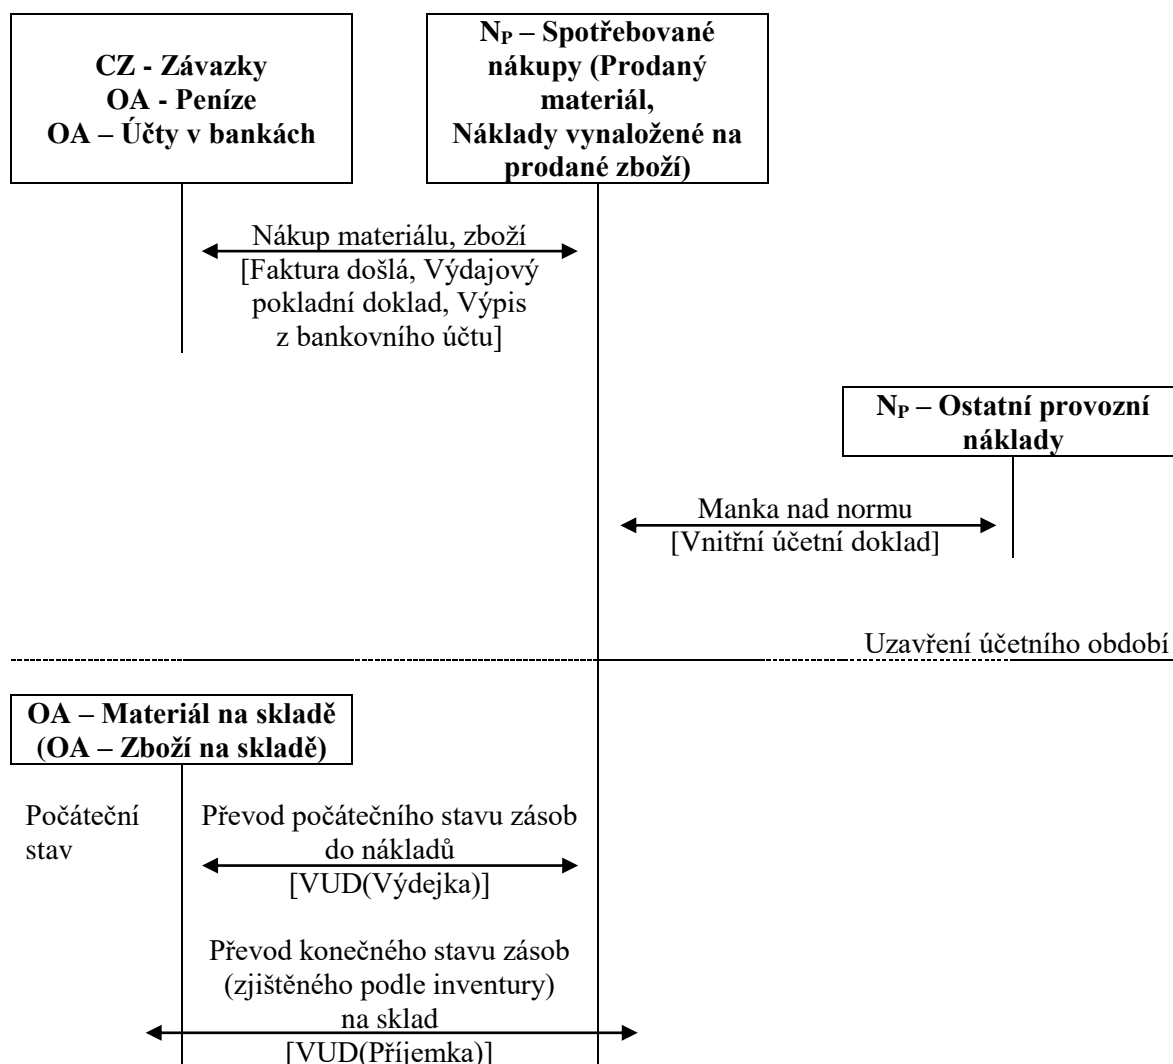 CZ - Závazky
OA - Peníze
OA – Účty v bankách
NP – Spotřebované
nákupy (Prodaný
materiál,
Náklady vynaložené na
prodané zboží)
Nákup materiálu, zboží
[Faktura došlá, Výdajový
pokladní doklad, Výpis
z bankovního účtu]
NP – Ostatní provozní
náklady
Manka nad normu
[Vnitřní účetní doklad]
Uzavření účetního období
OA – Materiál na skladě
(OA – Zboží na skladě)
Počáteční
stav
Převod počátečního stavu zásob
do nákladů
[VUD(Výdejka)]
Převod konečného stavu zásob
(zjištěného podle inventury)
na sklad
[VUD(Příjemka)]